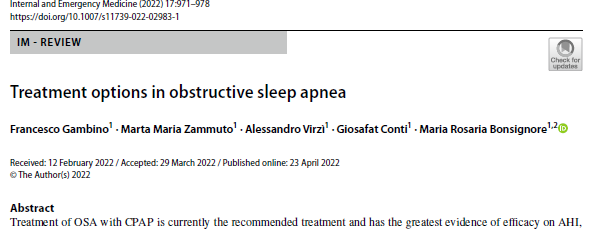 Internal and Emergency Medicine (2022) 17:971–978
https://doi.org/10.1007/s11739-022-02983-1
IM - REVIEW
Check for
updates
Treatment options in obstructive sleep apnea
Francesco Gambino¹ · Marta Maria Zammuto¹ · Alessandro Virzì¹ · Giosafat Conti¹ · Maria Rosaria Bonsignore¹,²
Received: 12 February 2022 / Accepted: 29 March 2022 / Published online: 23 April 2022
© The Author(s) 2022
Abstract
Treatment of OSA with CPAP is currently the recommended treatment and has the greatest evidence of efficacy on AHI,